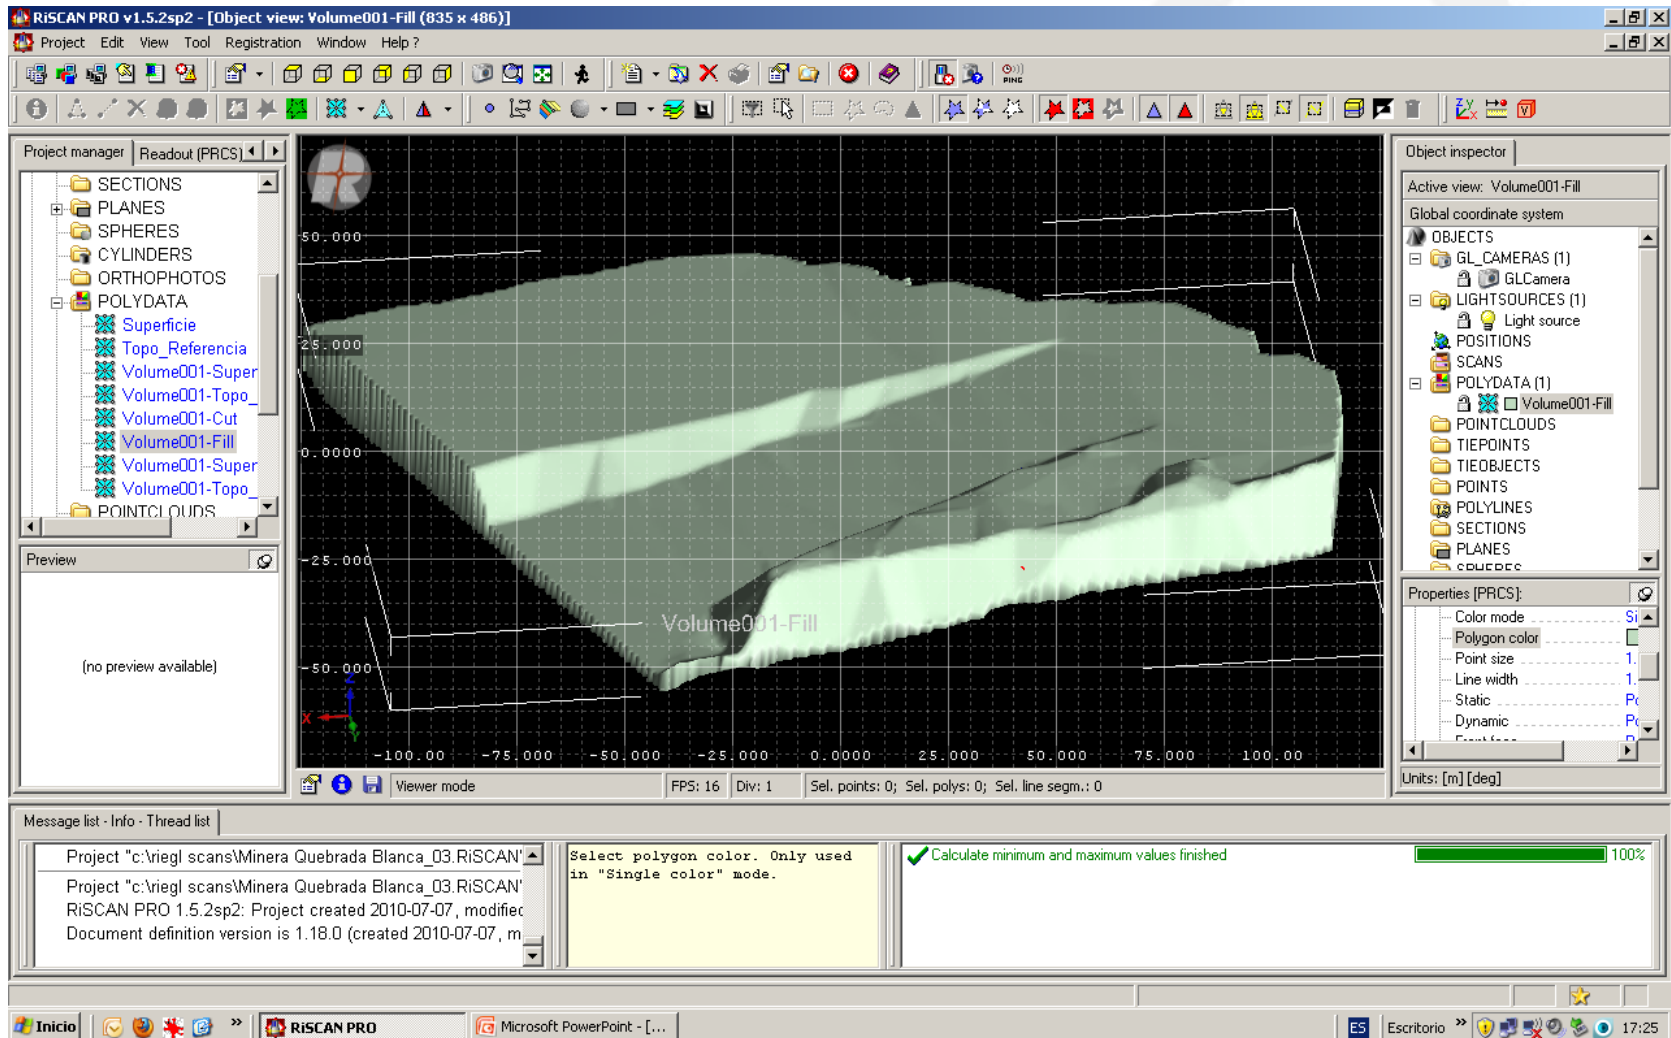 RiSCAN PRO v1.5.2sp2 - [Object view: Volume001-Fill (835 x 486)]
Project Edit View Tool Registration Window Help ?
PING
Project manager Readout (PRCS)
SECTIONS
PLANES
SPHERES
CYLINDERS
ORTHOPHOTOS
POLYDATA
Superficie
Topo_Referencia
Volume001-Super
Volume001-Topo_
Volume001-Cut
Volume001-Fill
Volume001-Super
Volume001-Topo_
POINTCLOUDS
Preview
(no preview available)
50.000
25.000
0.0000
-25.000
-50.000
Volume001-Fill
Z
X
Y
-100.00 -75.000 -50.000 -25.000 0.0000 25.000 50.000 75.000 100.00
Viewer mode FPS: 16 Div: 1 Sel. points: 0; Sel. polys: 0; Sel. line segm.: 0
Object inspector
Active view: Volume001-Fill
Global coordinate system
OBJECTS
GL_CAMERAS (1)
GLCamera
LIGHTSOURCES (1)
Light source
POSITIONS
SCANS
POLYDATA (1)
Volume001-Fill
POINTCLOUDS
TIEPOINTS
TIEOBJECTS
POINTS
POLYLINES
SECTIONS
PLANES
SPHERES
Properties [PRCS]:
Color mode Si
Polygon color
Point size 1.
Line width 1.
Static Po
Dynamic Po
Units: [m] [deg]
Message list - Info - Thread list
Project "c:\riegl scans\Minera Quebrada Blanca_03.RiSCAN"
Project "c:\riegl scans\Minera Quebrada Blanca_03.RiSCAN"
RiSCAN PRO 1.5.2sp2: Project created 2010-07-07, modified
Document definition version is 1.18.0 (created 2010-07-07, m
Select polygon color. Only used
in "Single color" mode.
Calculate minimum and maximum values finished 100%
Inicio » RiSCAN PRO Microsoft PowerPoint - [... ES Escritorio » 17:25